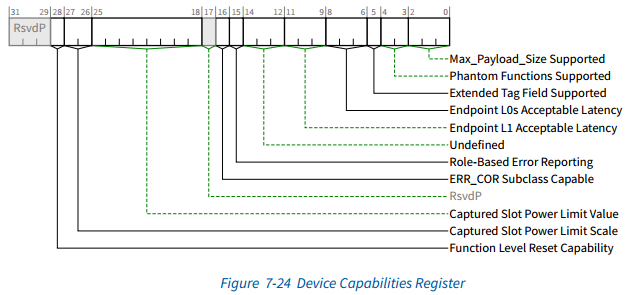 31 29 28 27 26 25 18 17 16 15 14 12 11 9 8 6 5 4 3 2 0
RsvdP
Max_Payload_Size Supported
Phantom Functions Supported
Extended Tag Field Supported
Endpoint L0s Acceptable Latency
Endpoint L1 Acceptable Latency
Undefined
Role-Based Error Reporting
ERR_COR Subclass Capable
RsvdP
Captured Slot Power Limit Value
Captured Slot Power Limit Scale
Function Level Reset Capability
Figure 7-24 Device Capabilities Register